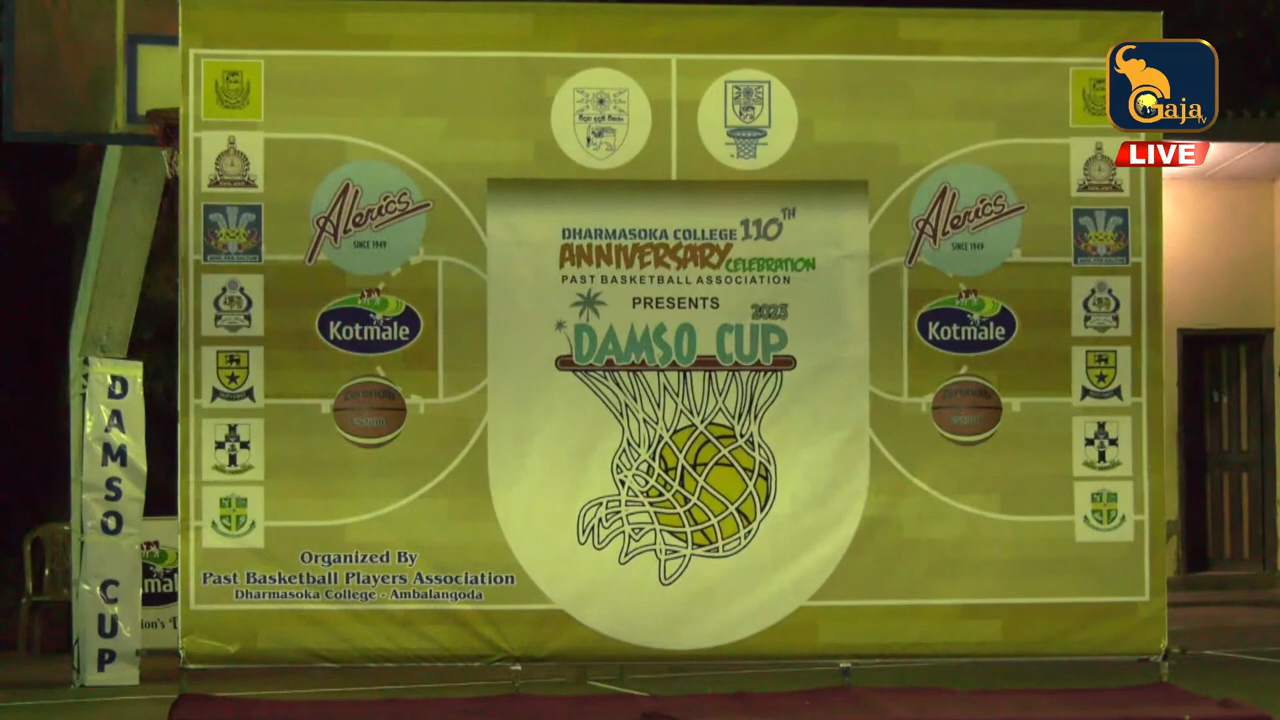 Gaja TV
LIVE
DHARMASOKA COLLEGE 110TH
ANNIVERSARY CELEBRATION
PAST BASKETBALL ASSOCIATION
PRESENTS
2023
DAMSO CUP
Alerics
SINCE 1949
Kotmale
Alerics
SINCE 1949
Kotmale
Organized By
Past Basketball Players Association
Dharmasoka College - Ambalangoda
DAMSO CUP